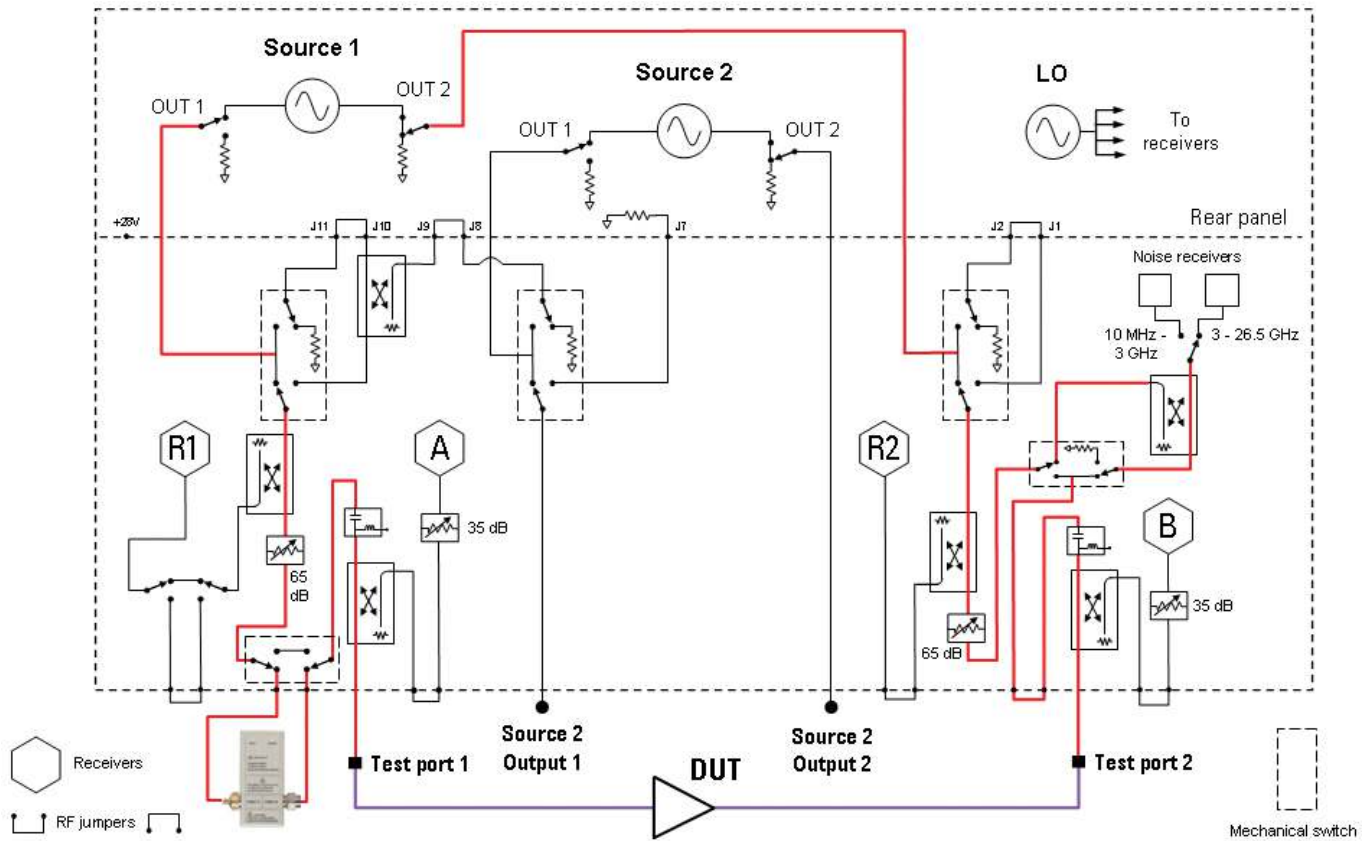 Source 1
OUT 1
OUT 2
Source 2
OUT 1
OUT 2
LO
To
receivers
+28V
J11
J10
J9
J8
J7
J2
J1
Rear panel
Noise receivers
10 MHz -
3 GHz
3 - 26.5 GHz
R1
A
R2
B
35 dB
65
dB
35 dB
65 dB
Source 2
Output 1
Source 2
Output 2
Test port 1
DUT
Test port 2
Receivers
RF jumpers
Mechanical switch